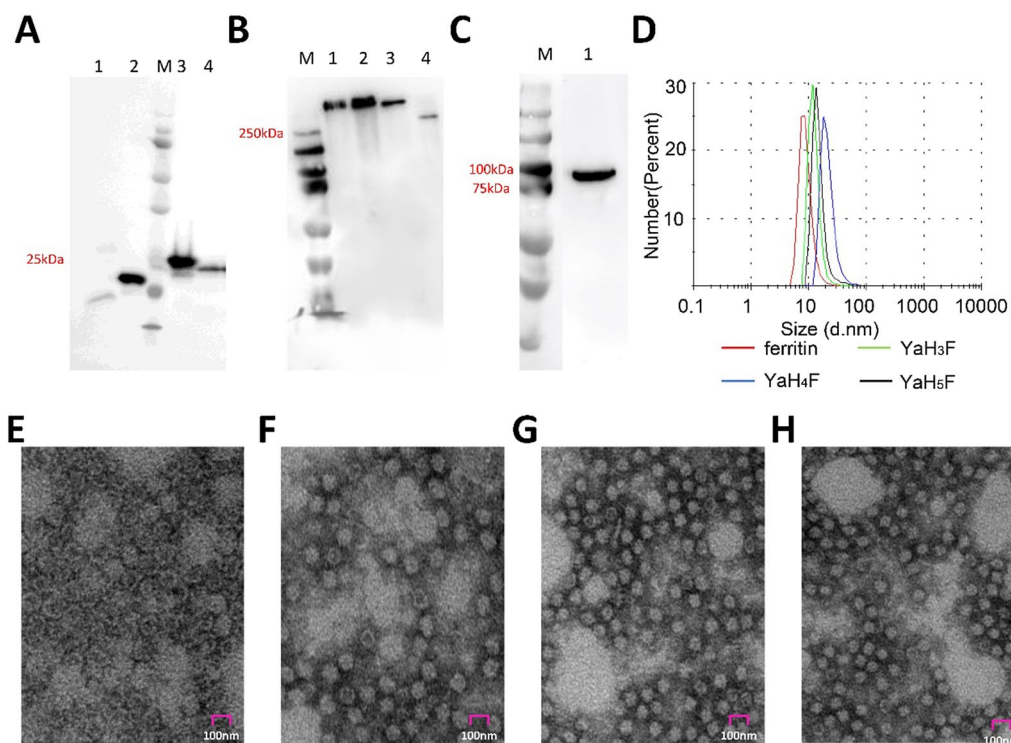 A
1 2 M 3 4
25kDa
B
M 1 2 3 4
250kDa
C
M 1
100kDa
75kDa
D
Number(Percent)
30
20
10
0.1 1 10 100 1000 10000
Size (d.nm)
ferritin YaH₃F
YaH₄F YaH₅F
E F G H
100nm 100nm 100nm 100nm